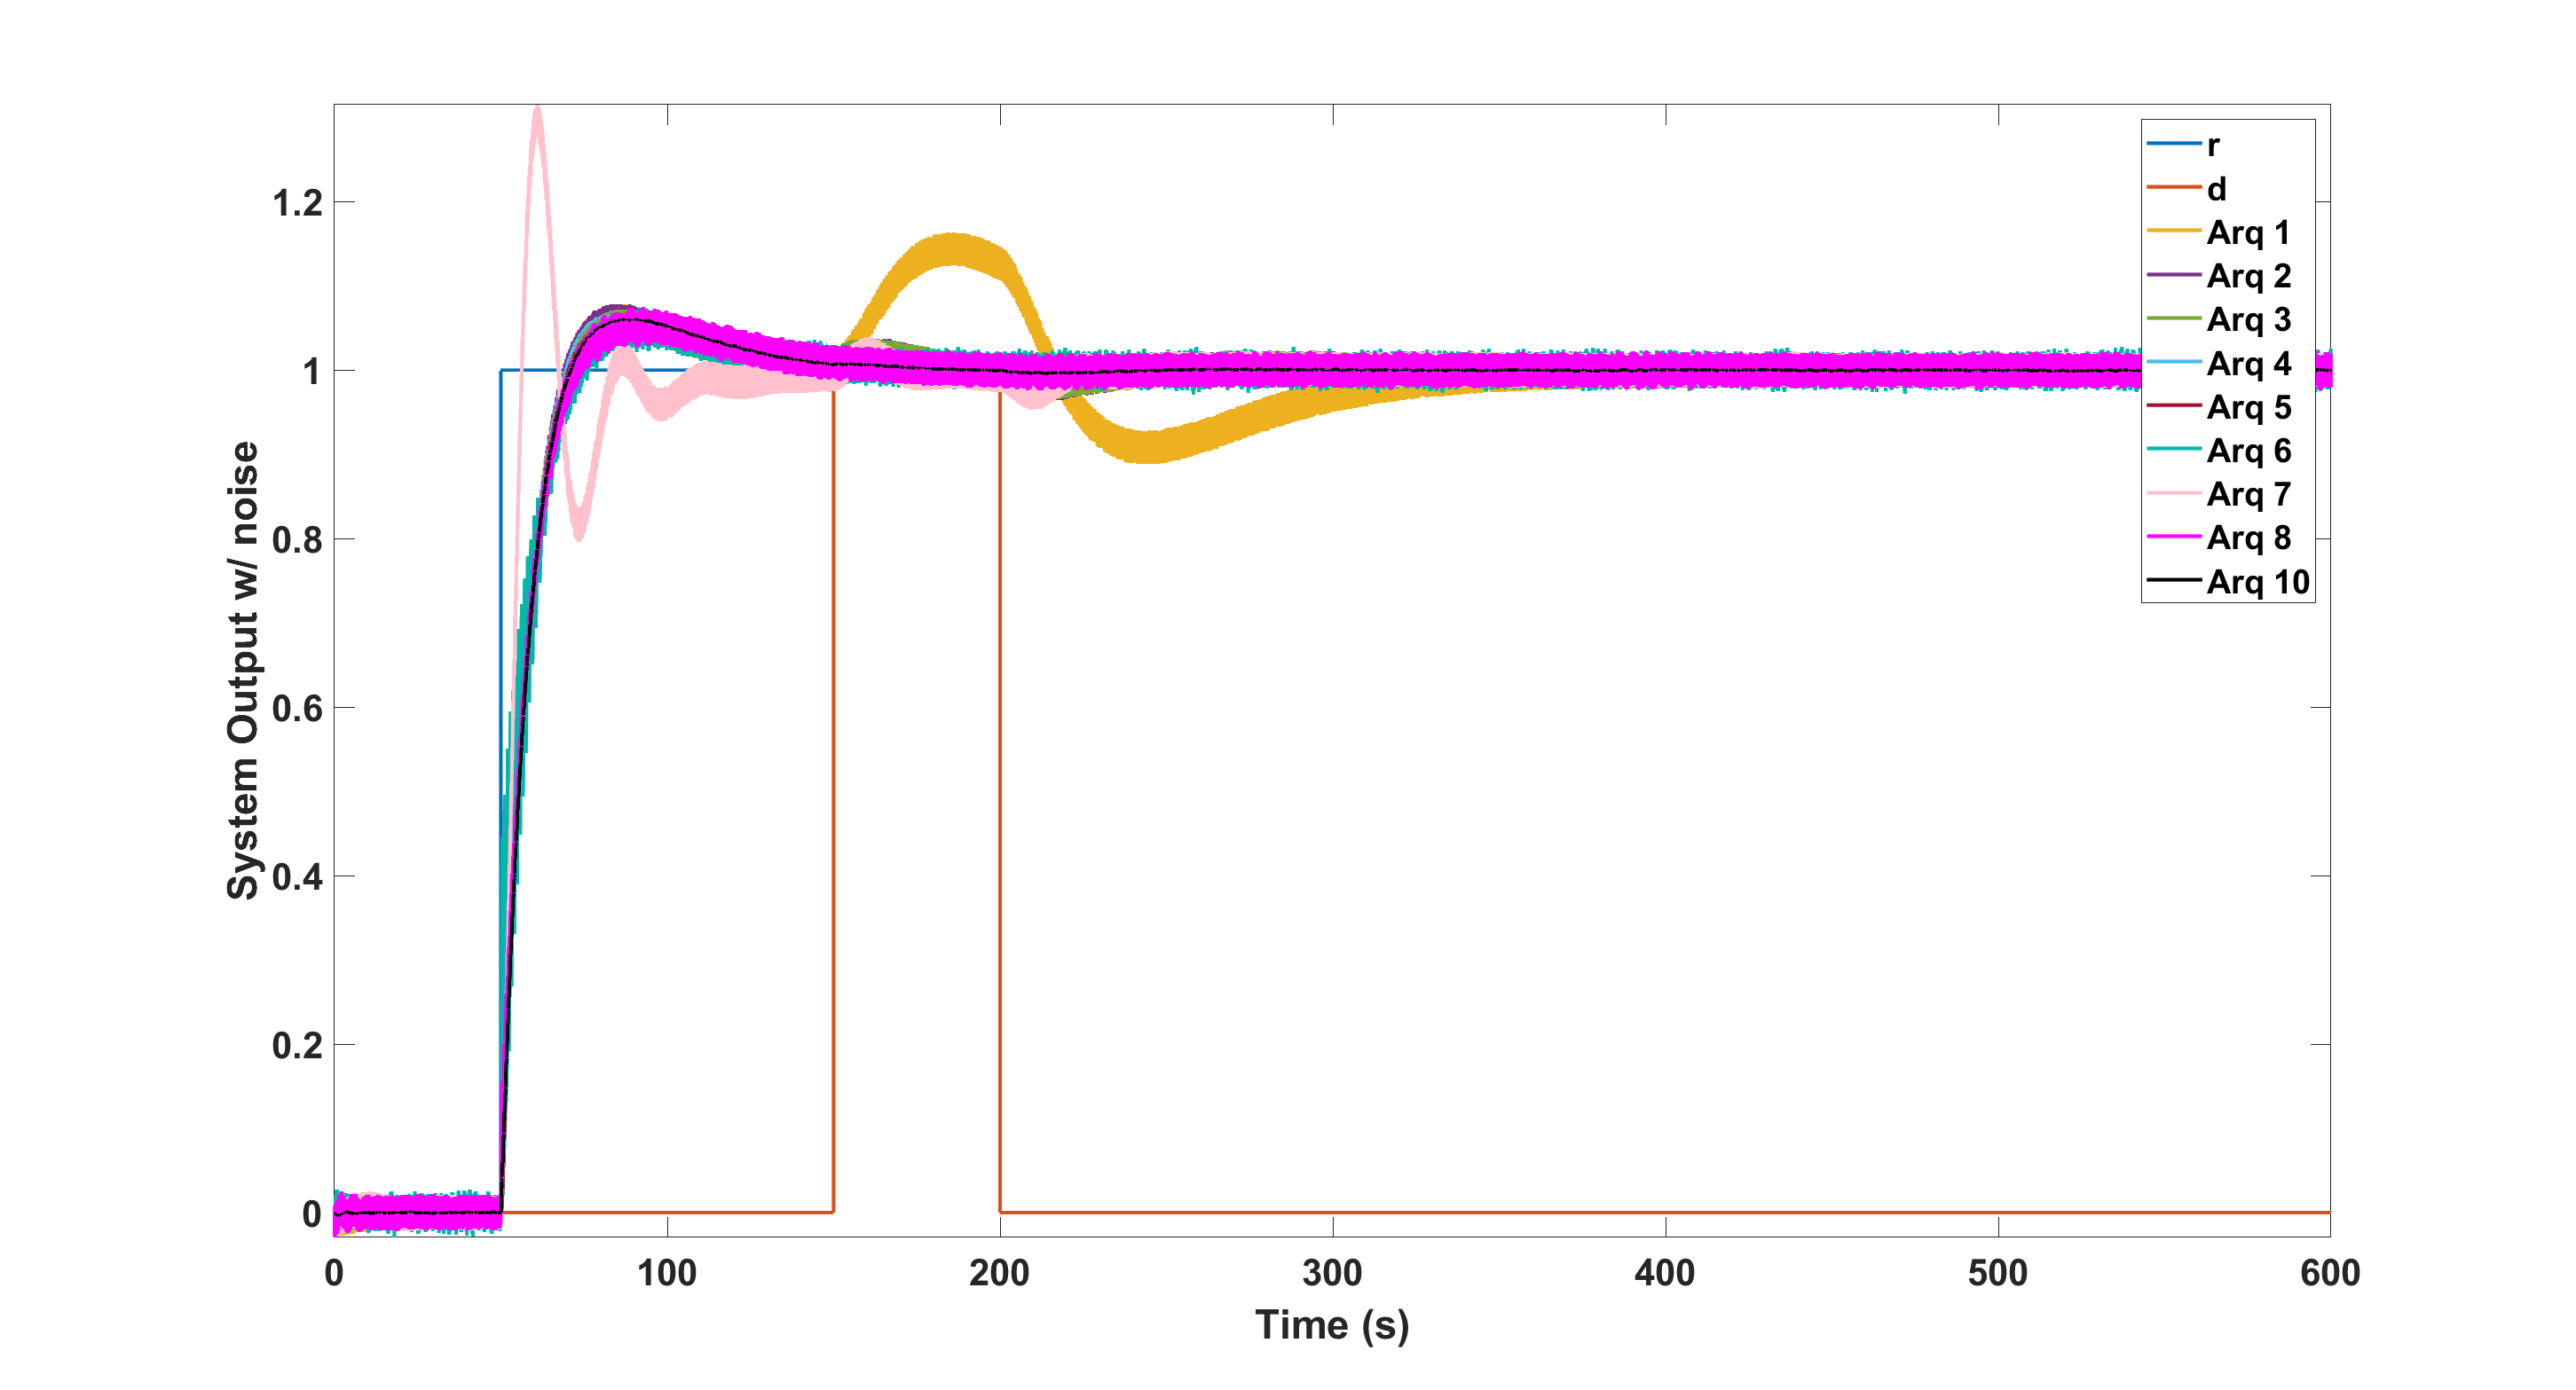 System Output w/ noise
1.2
1
0.8
0.6
0.4
0.2
0
0
100
200
300
400
500
600
Time (s)
r
d
Arq 1
Arq 2
Arq 3
Arq 4
Arq 5
Arq 6
Arq 7
Arq 8
Arq 10